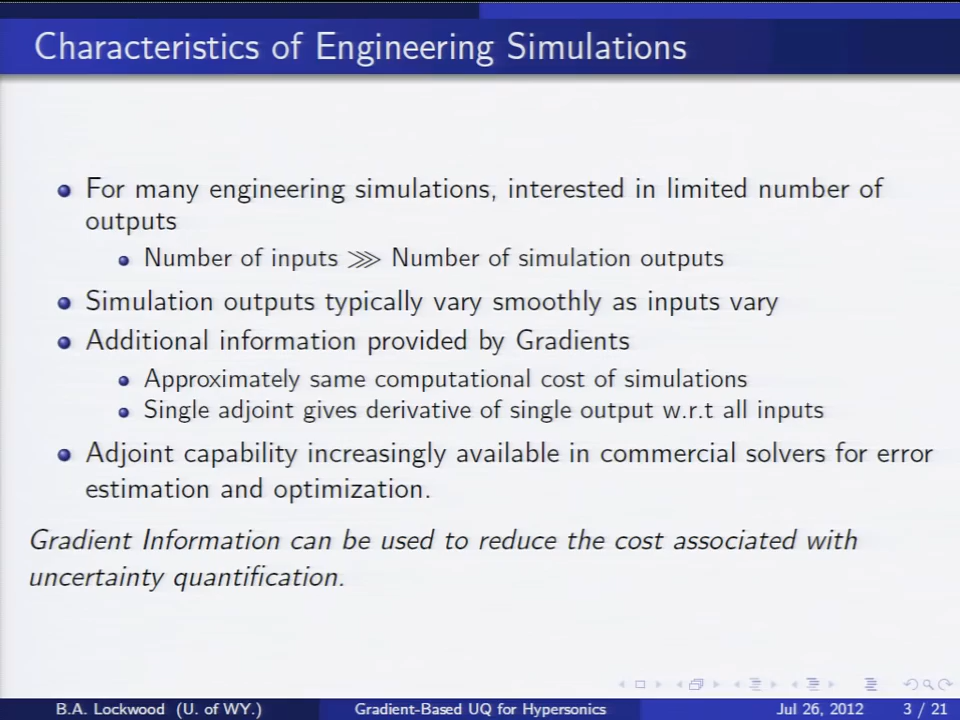 Characteristics of Engineering Simulations
For many engineering simulations, interested in limited number of
outputs
Number of inputs ⋙ Number of simulation outputs
Simulation outputs typically vary smoothly as inputs vary
Additional information provided by Gradients
Approximately same computational cost of simulations
Single adjoint gives derivative of single output w.r.t all inputs
Adjoint capability increasingly available in commercial solvers for error
estimation and optimization.
Gradient Information can be used to reduce the cost associated with
uncertainty quantification.
B.A. Lockwood (U. of WY.) Gradient-Based UQ for Hypersonics Jul 26, 2012 3 / 21